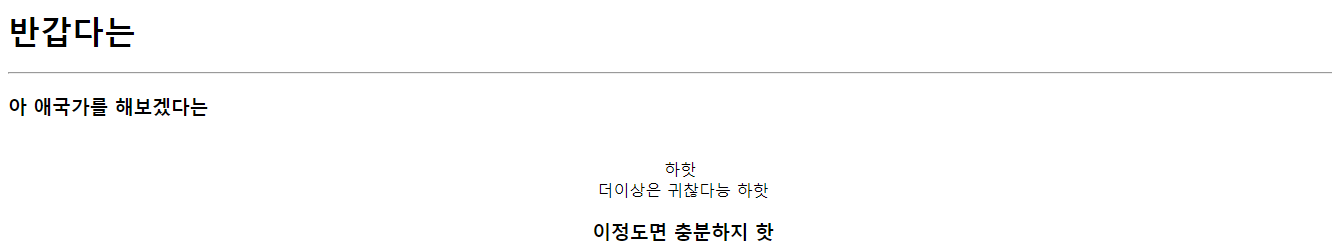 반갑다는
아 애국가를 해보겠다는
하핫
더이상은 귀찮다능 하핫
이정도면 충분하지 핫